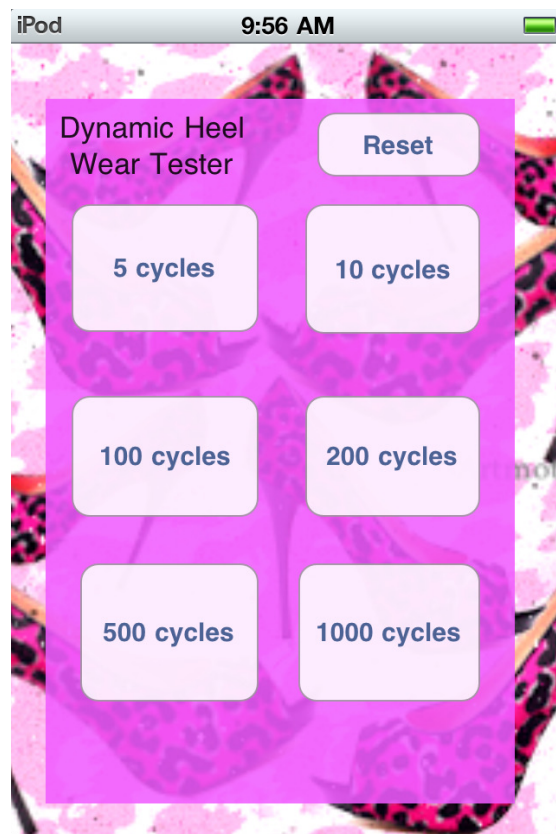 iPod
9:56 AM
Dynamic Heel
Wear Tester
Reset
5 cycles
10 cycles
100 cycles
200 cycles
500 cycles
1000 cycles